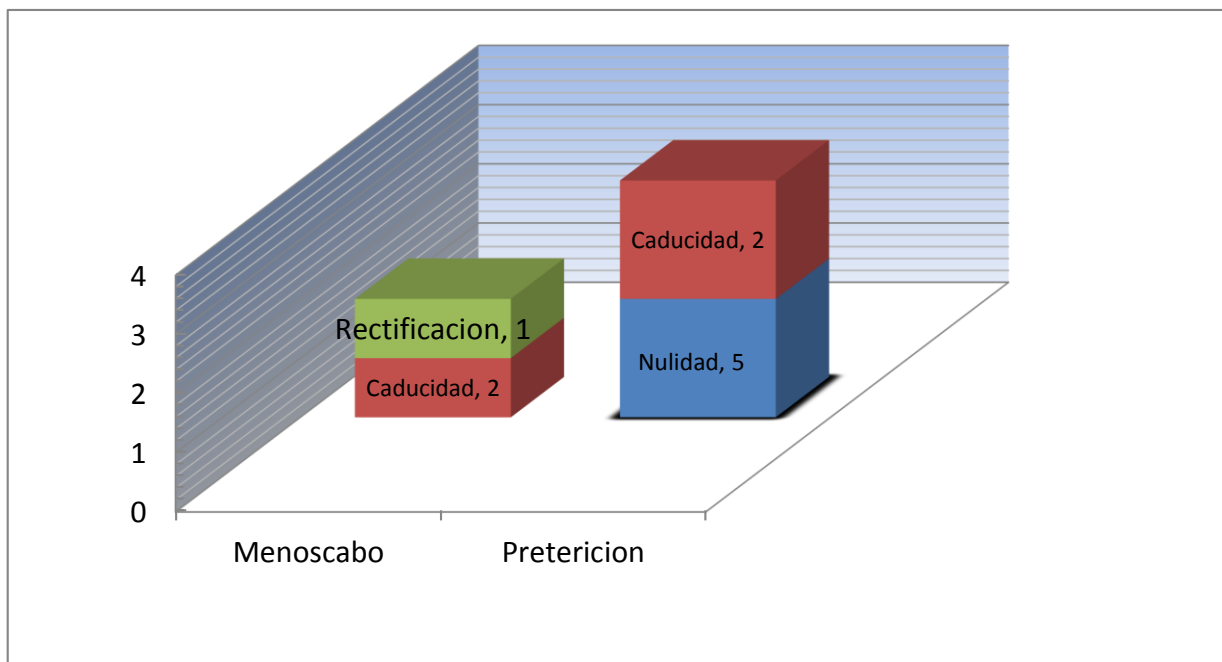 Caducidad, 2
Rectificacion, 1
Nulidad, 5
Caducidad, 2
4
3
2
1
0
Menoscabo
Pretericion